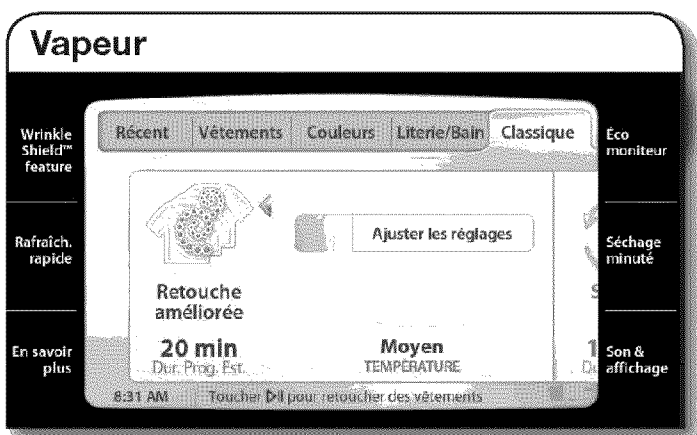 Vapeur
Wrinkle
Shield™
feature
Rafraîch.
rapide
En savoir
plus
Récent Vêtements Couleurs Literie/Bain Classique
Ajuster les réglages
Retouche
améliorée
20 min
Dur. Prog. Est.
Moyen
TEMPÉRATURE
8:31 AM Toucher ▷II pour retoucher des vêtements
Éco
moniteur
Séchage
minuté
Son &
affichage